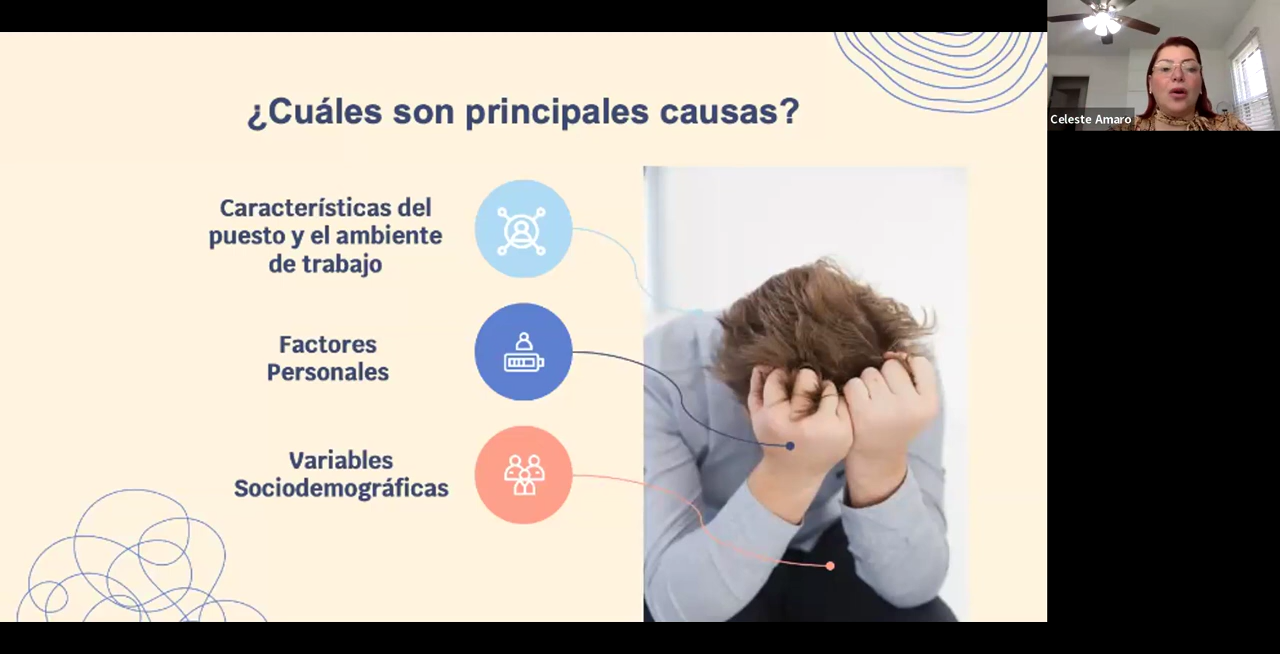 ¿Cuáles son principales causas?
Características del
puesto y el ambiente
de trabajo
Factores
Personales
Variables
Sociodemográficas
Celeste Amaro